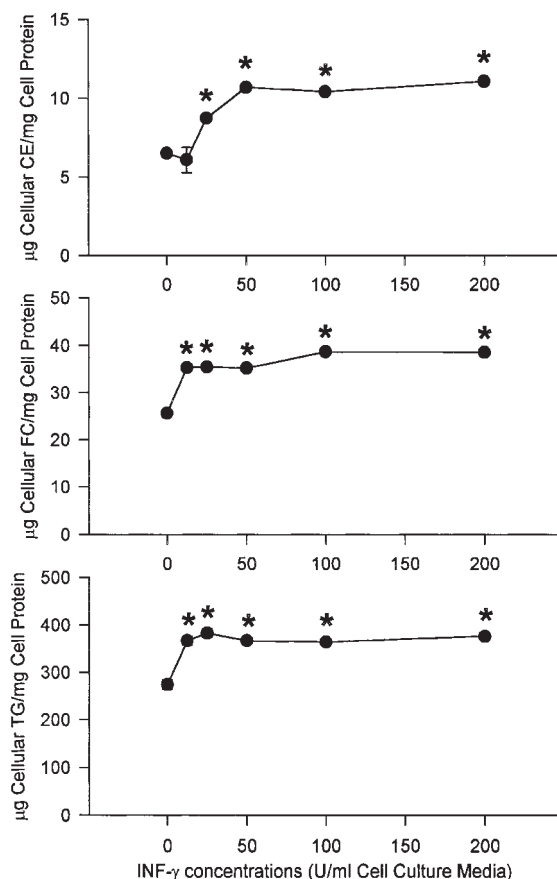 µg Cellular CE/mg Cell Protein
15
10
5
0
* * * * *
0 50 100 150 200
µg Cellular FC/mg Cell Protein
50
40
30
20
10
0
* * * * *
0 50 100 150 200
µg Cellular TG/mg Cell Protein
500
400
300
200
100
0
* * * * *
0 50 100 150 200
INF-γ concentrations (U/ml Cell Culture Media)